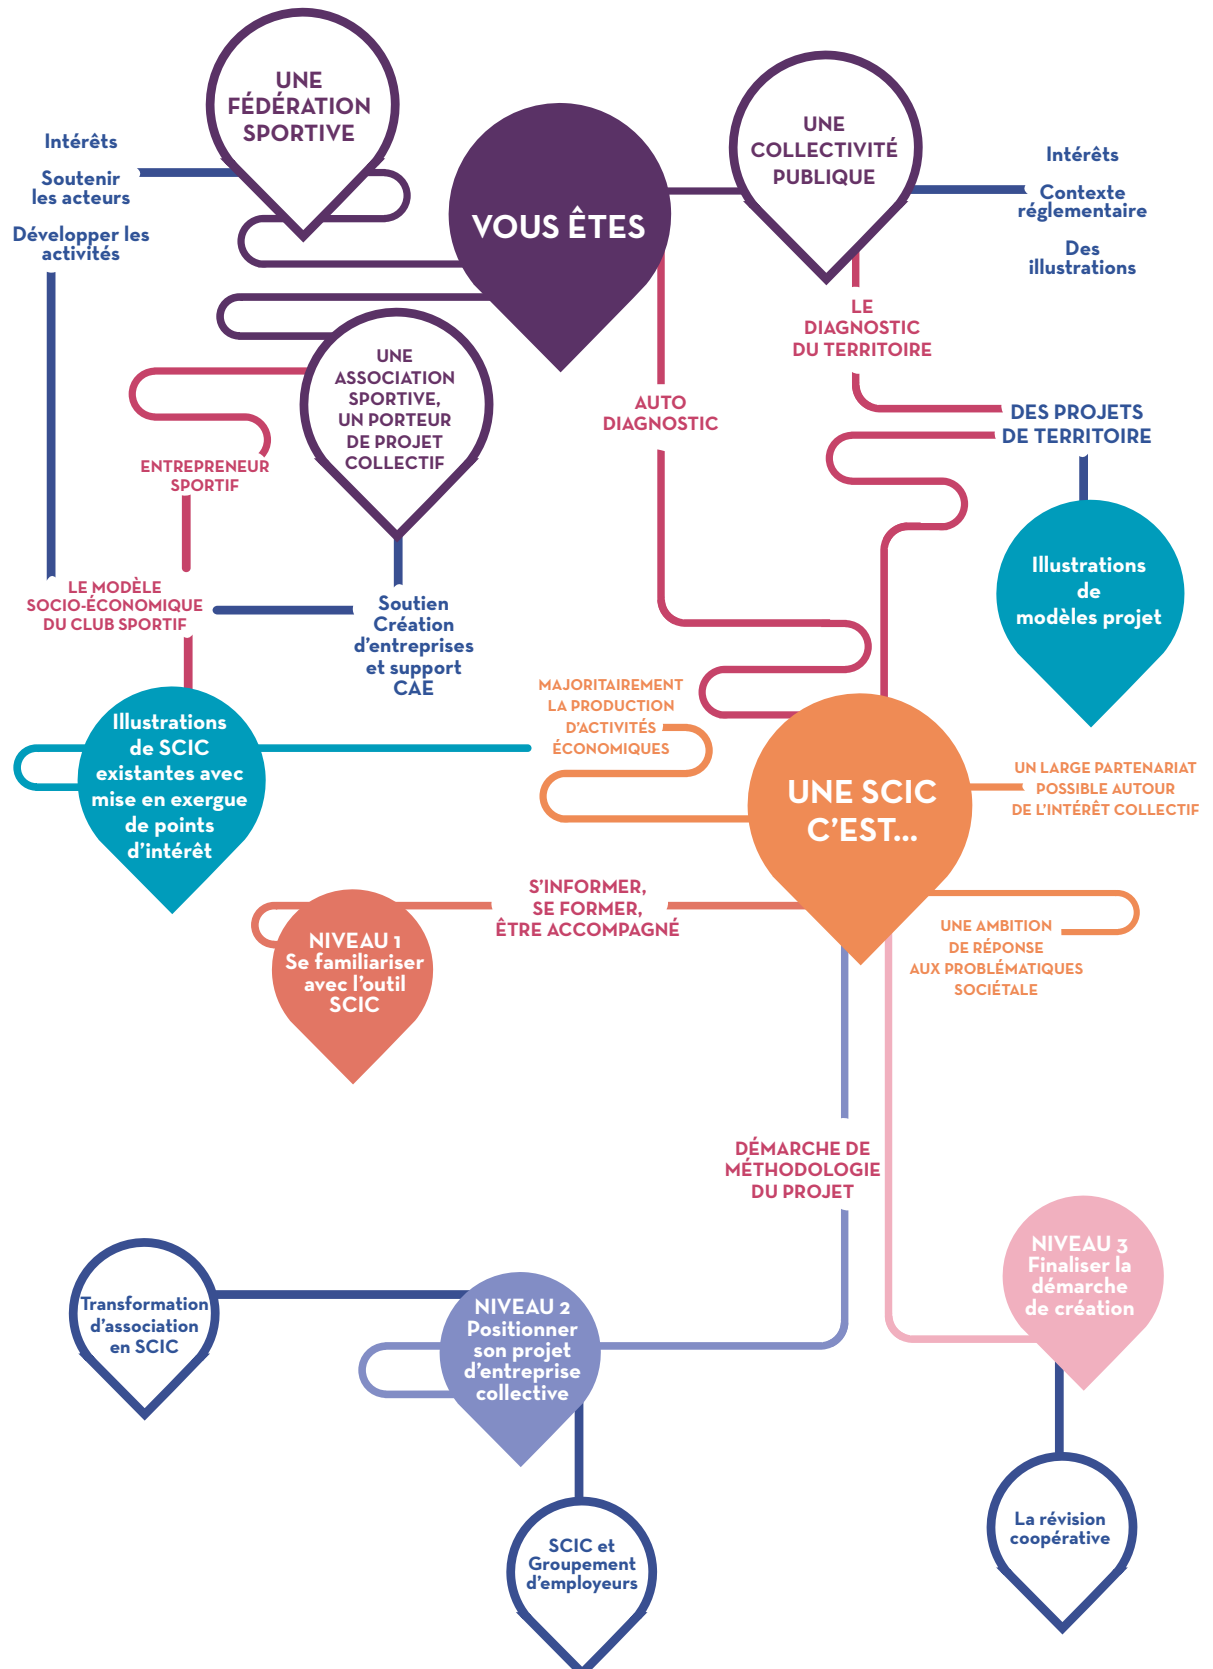 UNE
FÉDÉRATION
SPORTIVE
Intérêts
Soutenir
les acteurs
Développer les
activités
VOUS ÊTES
UNE
COLLECTIVITÉ
PUBLIQUE
Intérêts
Contexte
réglementaire
Des
illustrations
LE
DIAGNOSTIC
DU TERRITOIRE
UNE
ASSOCIATION
SPORTIVE,
UN PORTEUR
DE PROJET
COLLECTIF
AUTO
DIAGNOSTIC
DES PROJETS
DE TERRITOIRE
ENTREPRENEUR
SPORTIF
Illustrations
de
modèles projet
LE MODÈLE
SOCIO-ÉCONOMIQUE
DU CLUB SPORTIF
Soutien
Création
d'entreprises
et support
CAE
MAJORITAIREMENT
LA PRODUCTION
D'ACTIVITÉS
ÉCONOMIQUES
Illustrations
de SCIC
existantes avec
mise en exergue
de points
d'intérêt
UNE SCIC
C'EST...
UN LARGE PARTENARIAT
POSSIBLE AUTOUR
DE L'INTÉRÊT COLLECTIF
S'INFORMER,
SE FORMER,
ÊTRE ACCOMPAGNÉ
NIVEAU 1
Se familiariser
avec l'outil
SCIC
UNE AMBITION
DE RÉPONSE
AUX PROBLÉMATIQUES
SOCIÉTALE
DÉMARCHE DE
MÉTHODOLOGIE
DU PROJET
NIVEAU 3
Finaliser la
démarche
de création
Transformation
d'association
en SCIC
NIVEAU 2
Positionner
son projet
d'entreprise
collective
La révision
coopérative
SCIC et
Groupement
d'employeurs